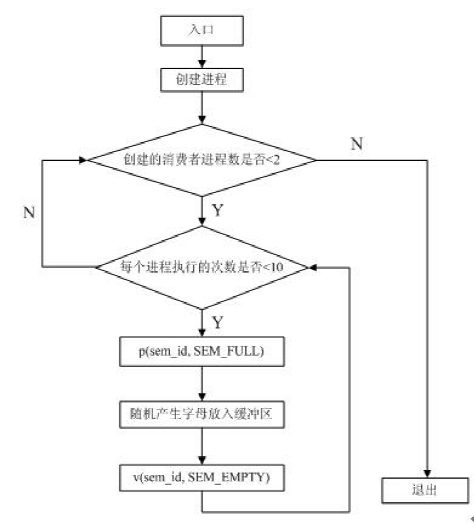 入口
创建进程
创建的消费者进程数是否<2
N
Y
N
每个进程执行的次数是否<10
Y
p(sem_id, SEM_FULL)
随机产生字母放入缓冲区
v(sem_id, SEM_EMPTY)
退出